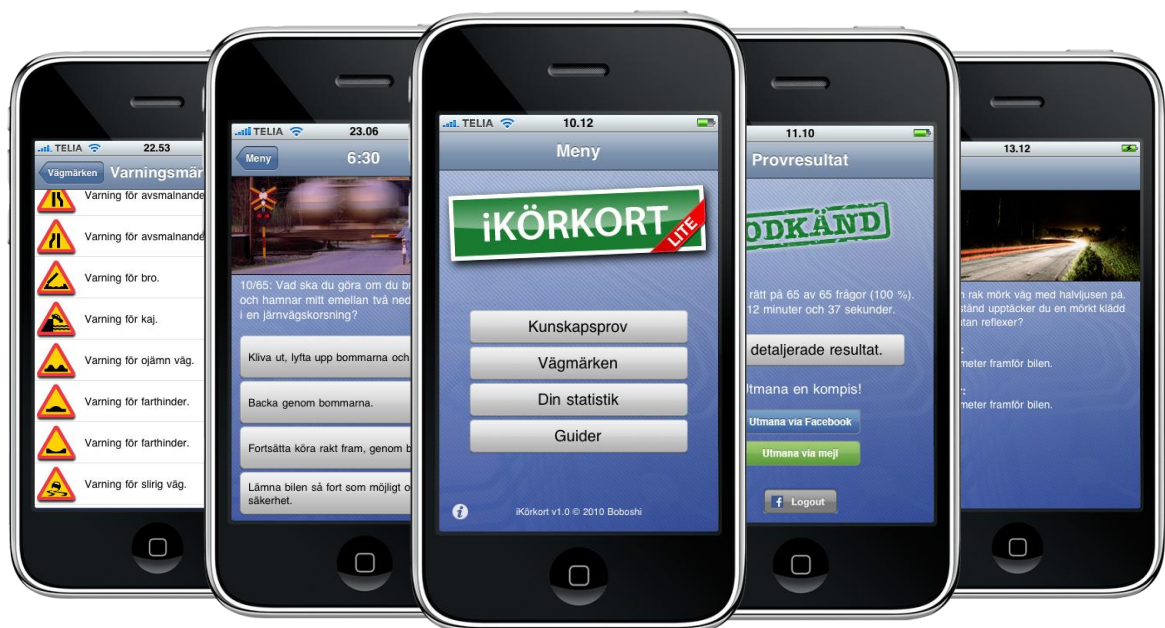 TELIA
22.53
Vägmärken
Varningsmär
Varning för avsmalnande
Varning för avsmalnande
Varning för bro.
Varning för kaj.
Varning för ojämn väg.
Varning för farthinder.
Varning för farthinder.
Varning för slirig väg.
TELIA
23.06
Meny
6:30
10/65: Vad ska du göra om du b
och hamnar mitt emellan två ned
i en järnvägskorsning?
Kliva ut, lyfta upp bommarna och
Backa genom bommarna.
Fortsätta köra rakt fram, genom b
Lämna bilen så fort som möjligt o
säkerhet.
TELIA
10.12
Meny
iKÖRKORT
LITE
Kunskapsprov
Vägmärken
Din statistik
Guider
iKörkort v1.0 © 2010 Boboshi
11.10
Provresultat
ODKÄND
rätt på 65 av 65 frågor (100 %).
12 minuter och 37 sekunder.
detaljerade resultat.
tmana en kompis!
Utmana via Facebook
Utmana via mejl
Logout
13.12
rak mörk väg med halvljusen på.
stånd upptäcker du en mörkt klädd
utan reflexer?
meter framför bilen.
meter framför bilen.